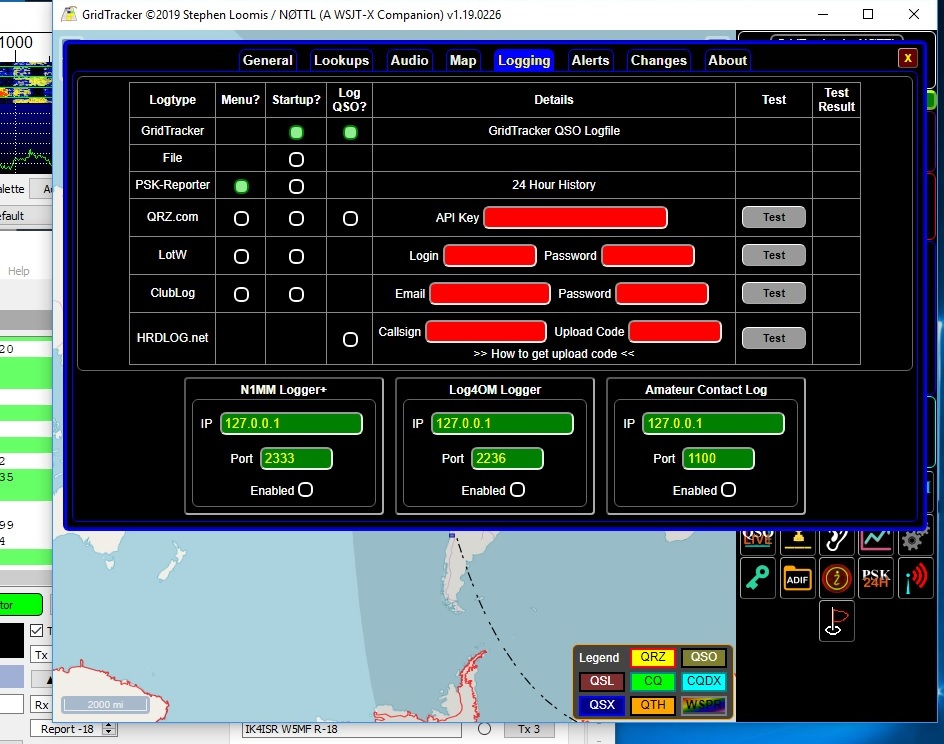 GridTracker ©2019 Stephen Loomis / NØTTL (A WSJT-X Companion) v1.19.0226
1000
General Lookups Audio Map Logging Alerts Changes About X
Logtype Menu? Startup? Log QSO? Details Test Test Result
GridTracker GridTracker QSO Logfile
File
PSK-Reporter 24 Hour History
QRZ.com API Key Test
LotW Login Password Test
ClubLog Email Password Test
HRDLOG.net Callsign Upload Code Test
>> How to get upload code <<
N1MM Logger+ Log4OM Logger Amateur Contact Log
IP 127.0.0.1 IP 127.0.0.1 IP 127.0.0.1
Port 2333 Port 2236 Port 1100
Enabled Enabled Enabled
Help
20
2
35
99
4
QSO LIVE
ADIF PSK 24H
Legend QRZ QSO
QSL CQ CQDX
QSX QTH WSPR
2000 mi
Tx
Rx
Report -18 IK4ISR W5MF R-18 Tx 3